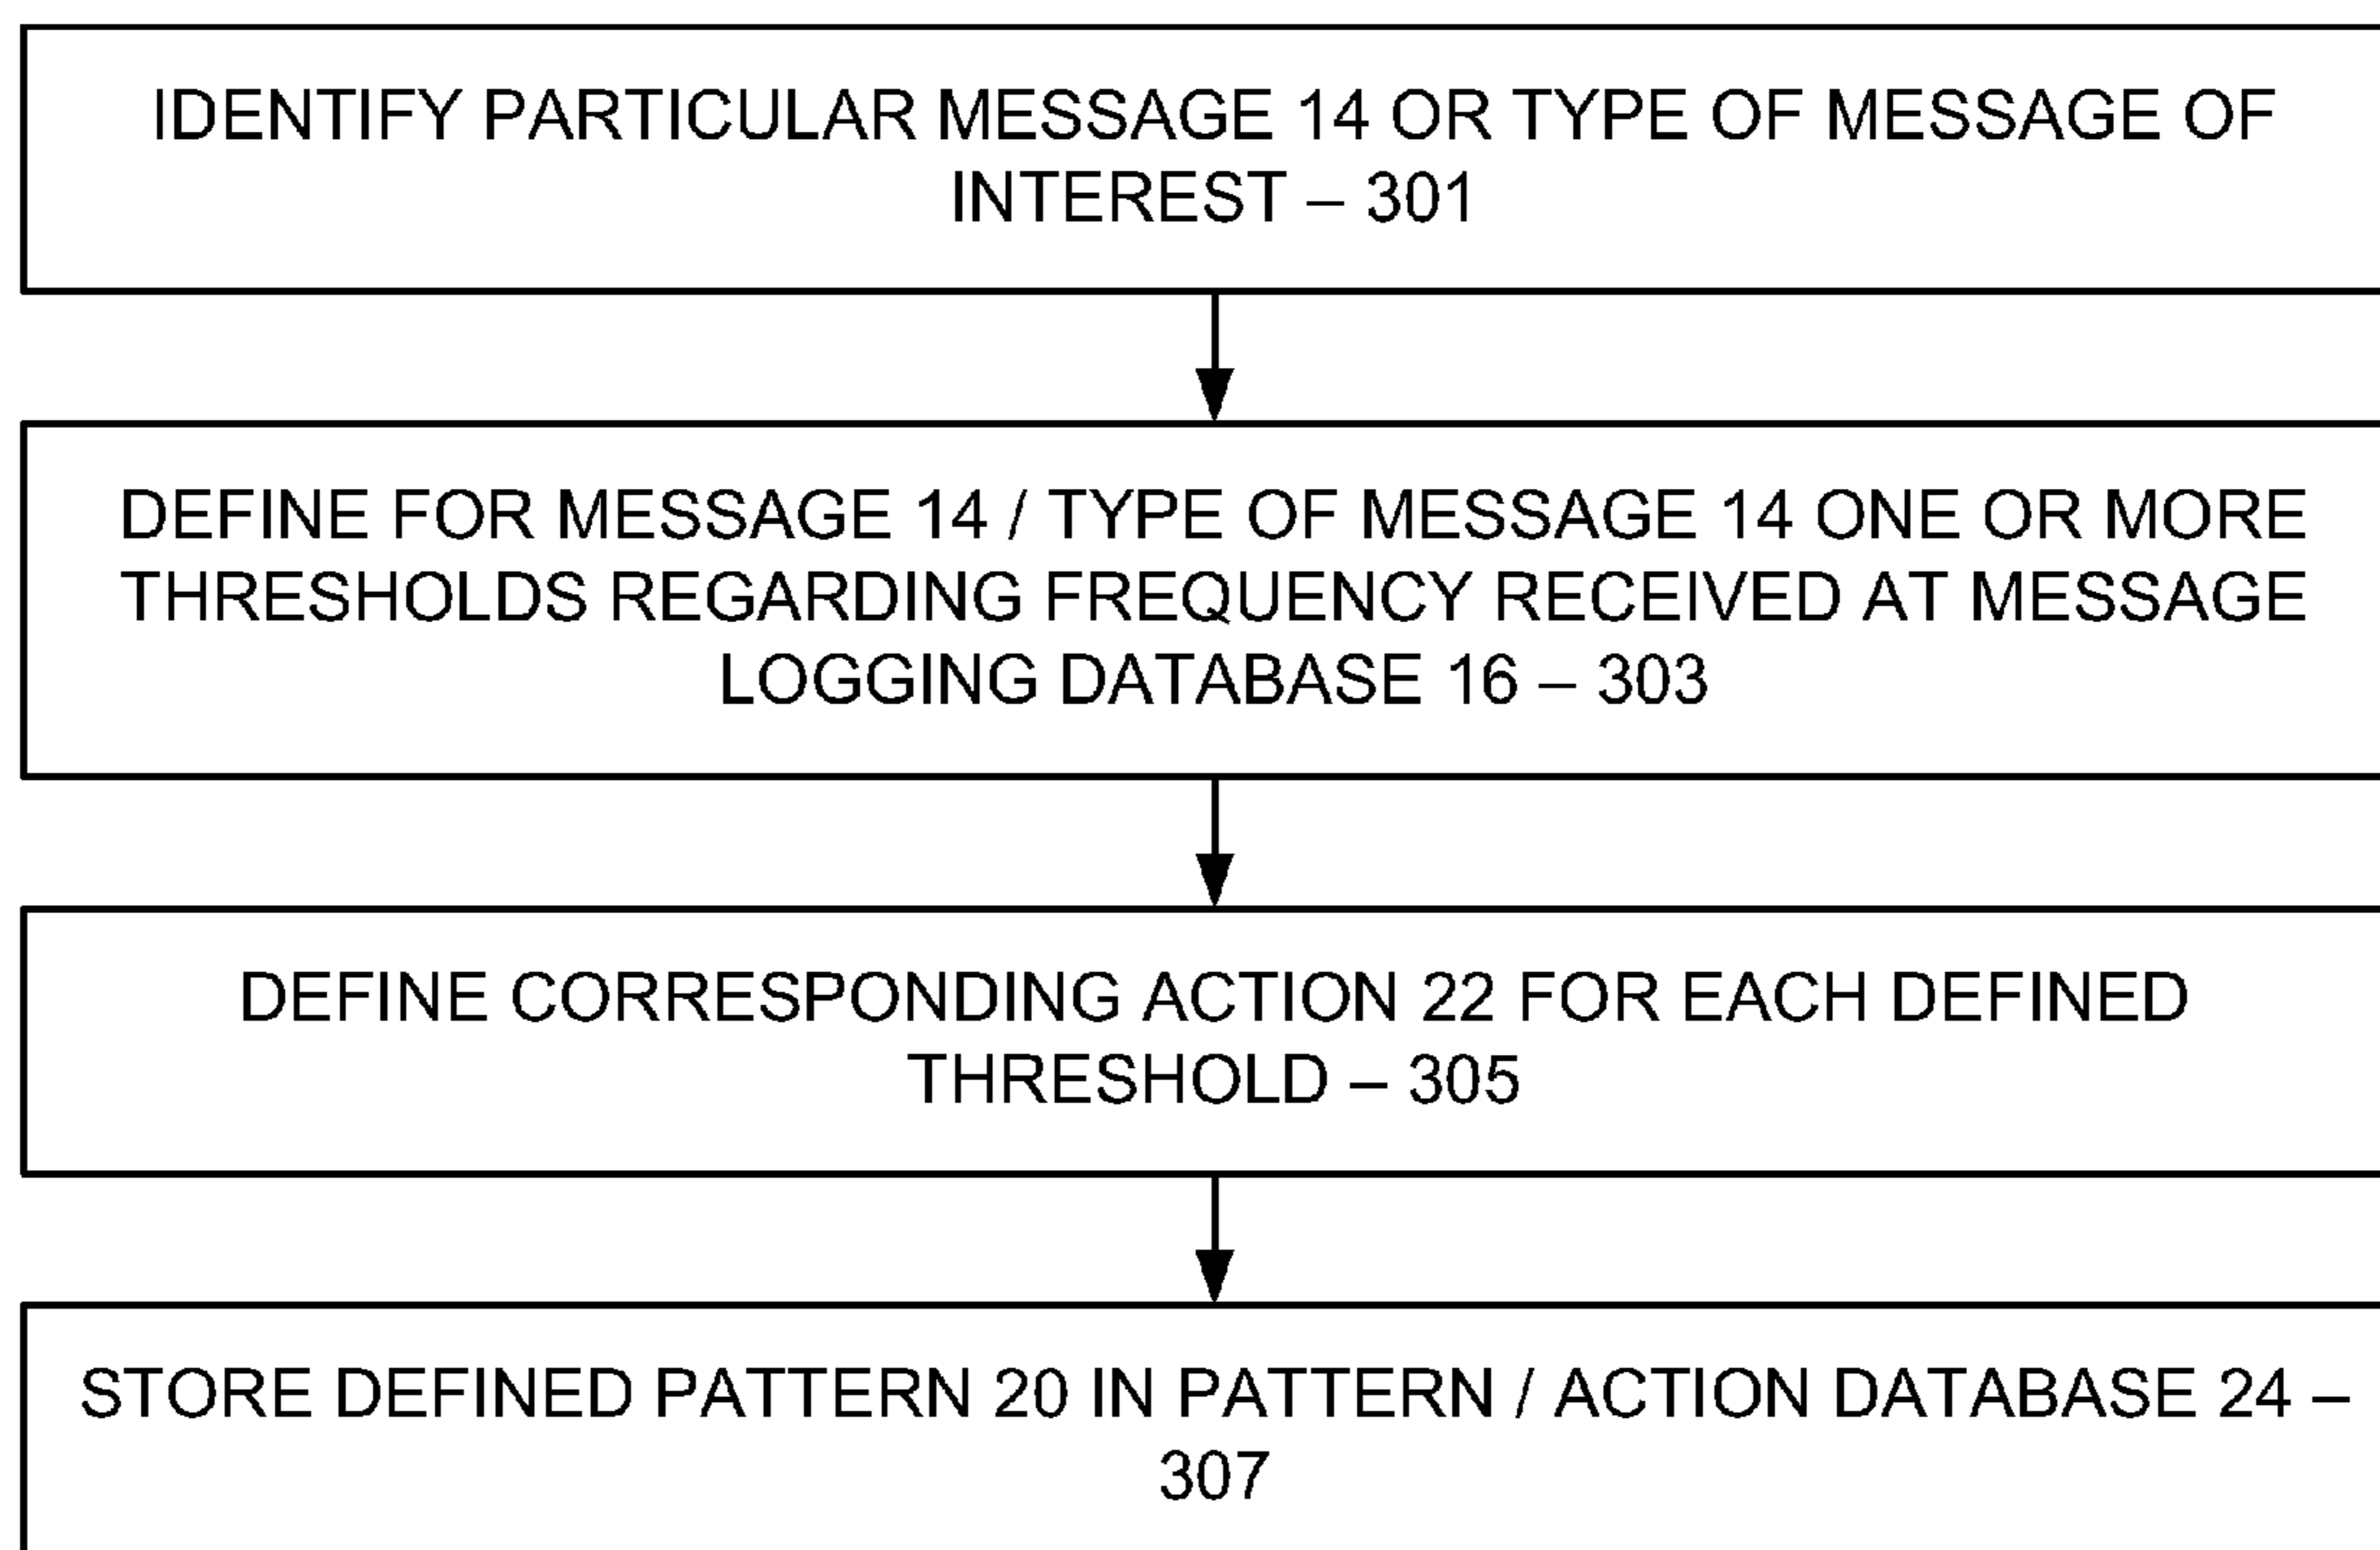 IDENTIFY PARTICULAR MESSAGE 14 OR TYPE OF MESSAGE OF
INTEREST – 301
DEFINE FOR MESSAGE 14 / TYPE OF MESSAGE 14 ONE OR MORE
THRESHOLDS REGARDING FREQUENCY RECEIVED AT MESSAGE
LOGGING DATABASE 16 – 303
DEFINE CORRESPONDING ACTION 22 FOR EACH DEFINED
THRESHOLD – 305
STORE DEFINED PATTERN 20 IN PATTERN / ACTION DATABASE 24 –
307